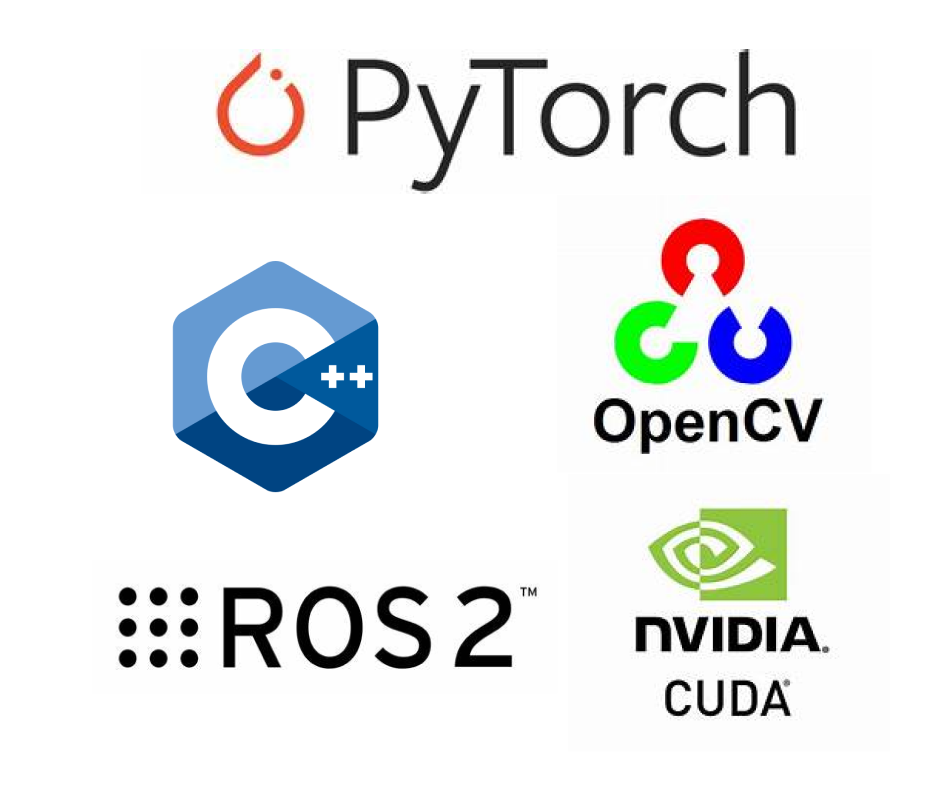 PyTorch
C++
OpenCV
ROS 2™
NVIDIA®
CUDA®